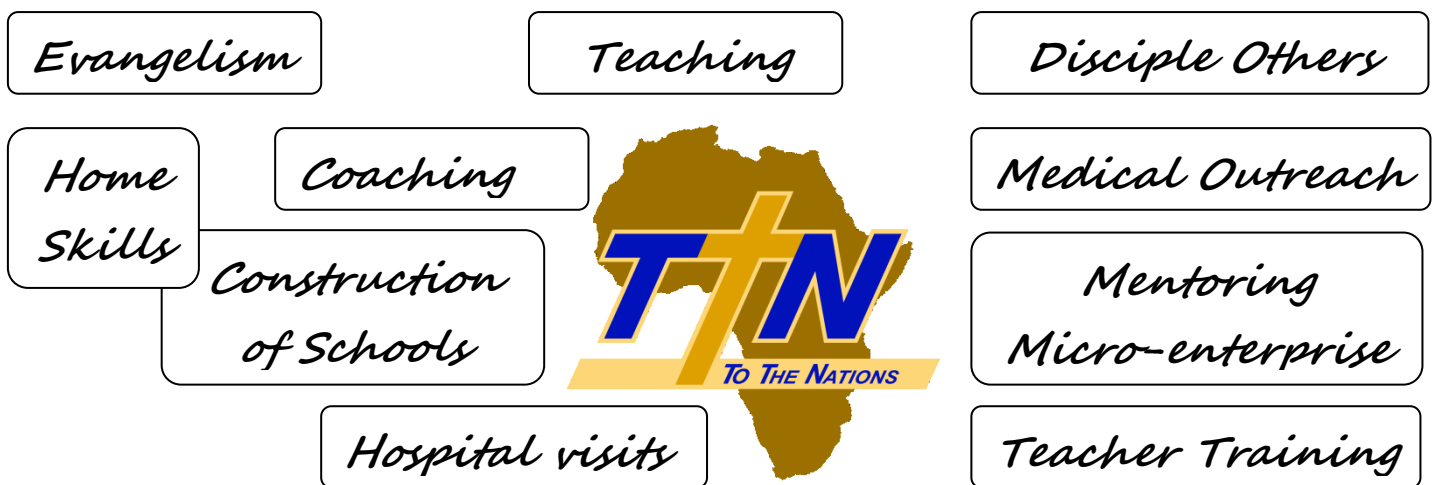 Evangelism
Teaching
Disciple Others
Home
Skills
Coaching
Medical Outreach
Construction
of Schools
TTN
TO THE NATIONS
Mentoring
Micro-enterprise
Hospital visits
Teacher Training